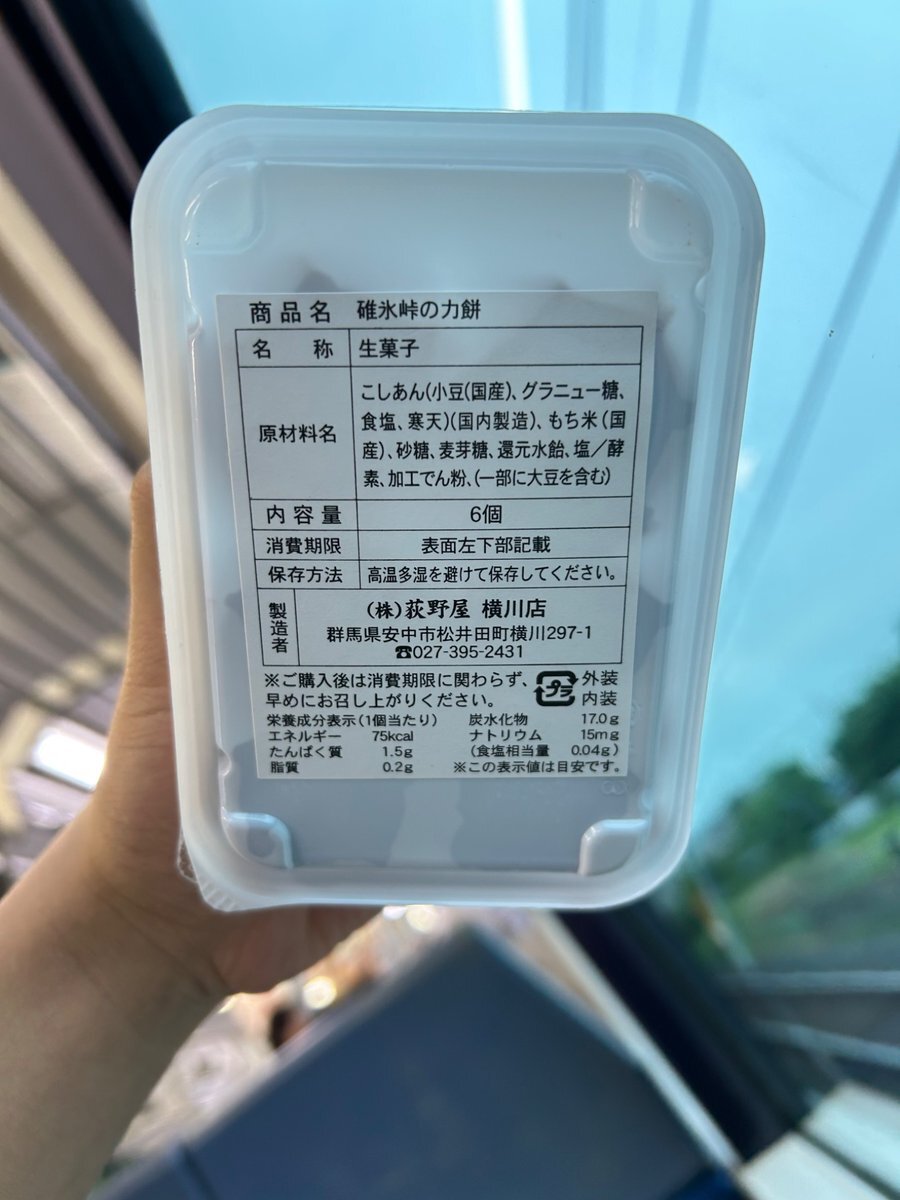 商品名 碓氷峠の力餅
名称 生菓子
原材料名 こしあん(小豆(国産)、グラニュー糖、
食塩、寒天)(国内製造)、もち米(国
産)、砂糖、麦芽糖、還元水飴、塩／酵
素、加工でん粉、(一部に大豆を含む)
内容量 6個
消費期限 表面左下部記載
保存方法 高温多湿を避けて保存してください。
製造者 (株)荻野屋 横川店
群馬県安中市松井田町横川297-1
☎027-395-2431
※ご購入後は消費期限に関わらず、
早めにお召し上がりください。
プラ 外装
内装
栄養成分表示(1個当たり)
エネルギー 75kcal
たんぱく質 1.5g
脂質 0.2g
炭水化物 17.0g
ナトリウム 15mg
(食塩相当量 0.04g)
※この表示値は目安です。